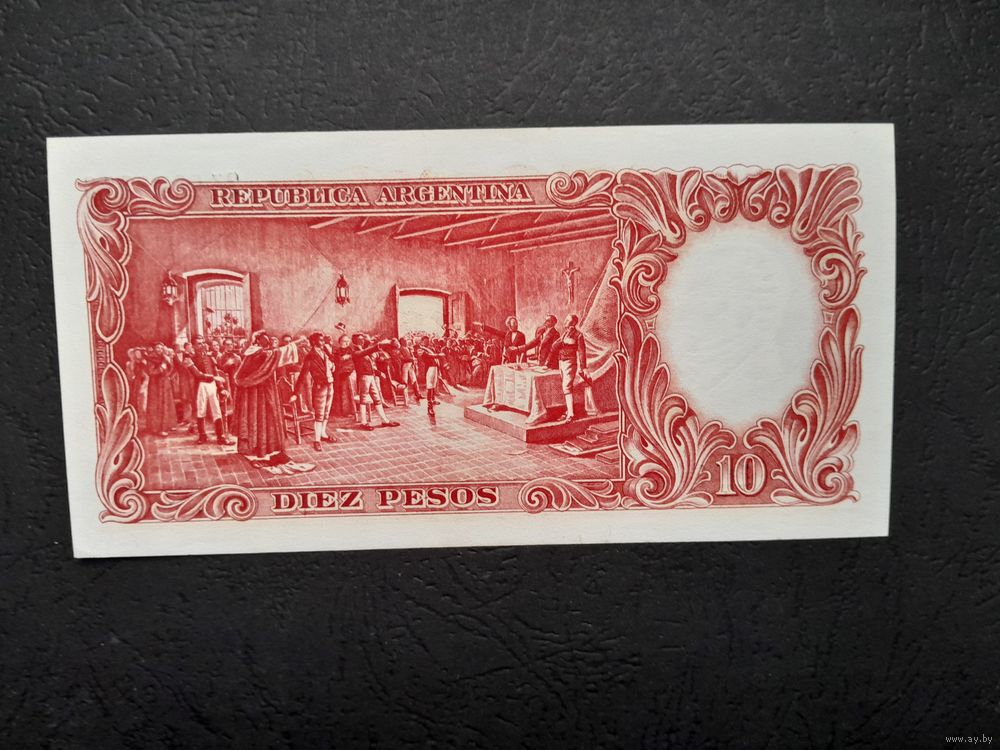 REPUBLICA ARGENTINA
DIEZ PESOS
10
www.ay.by